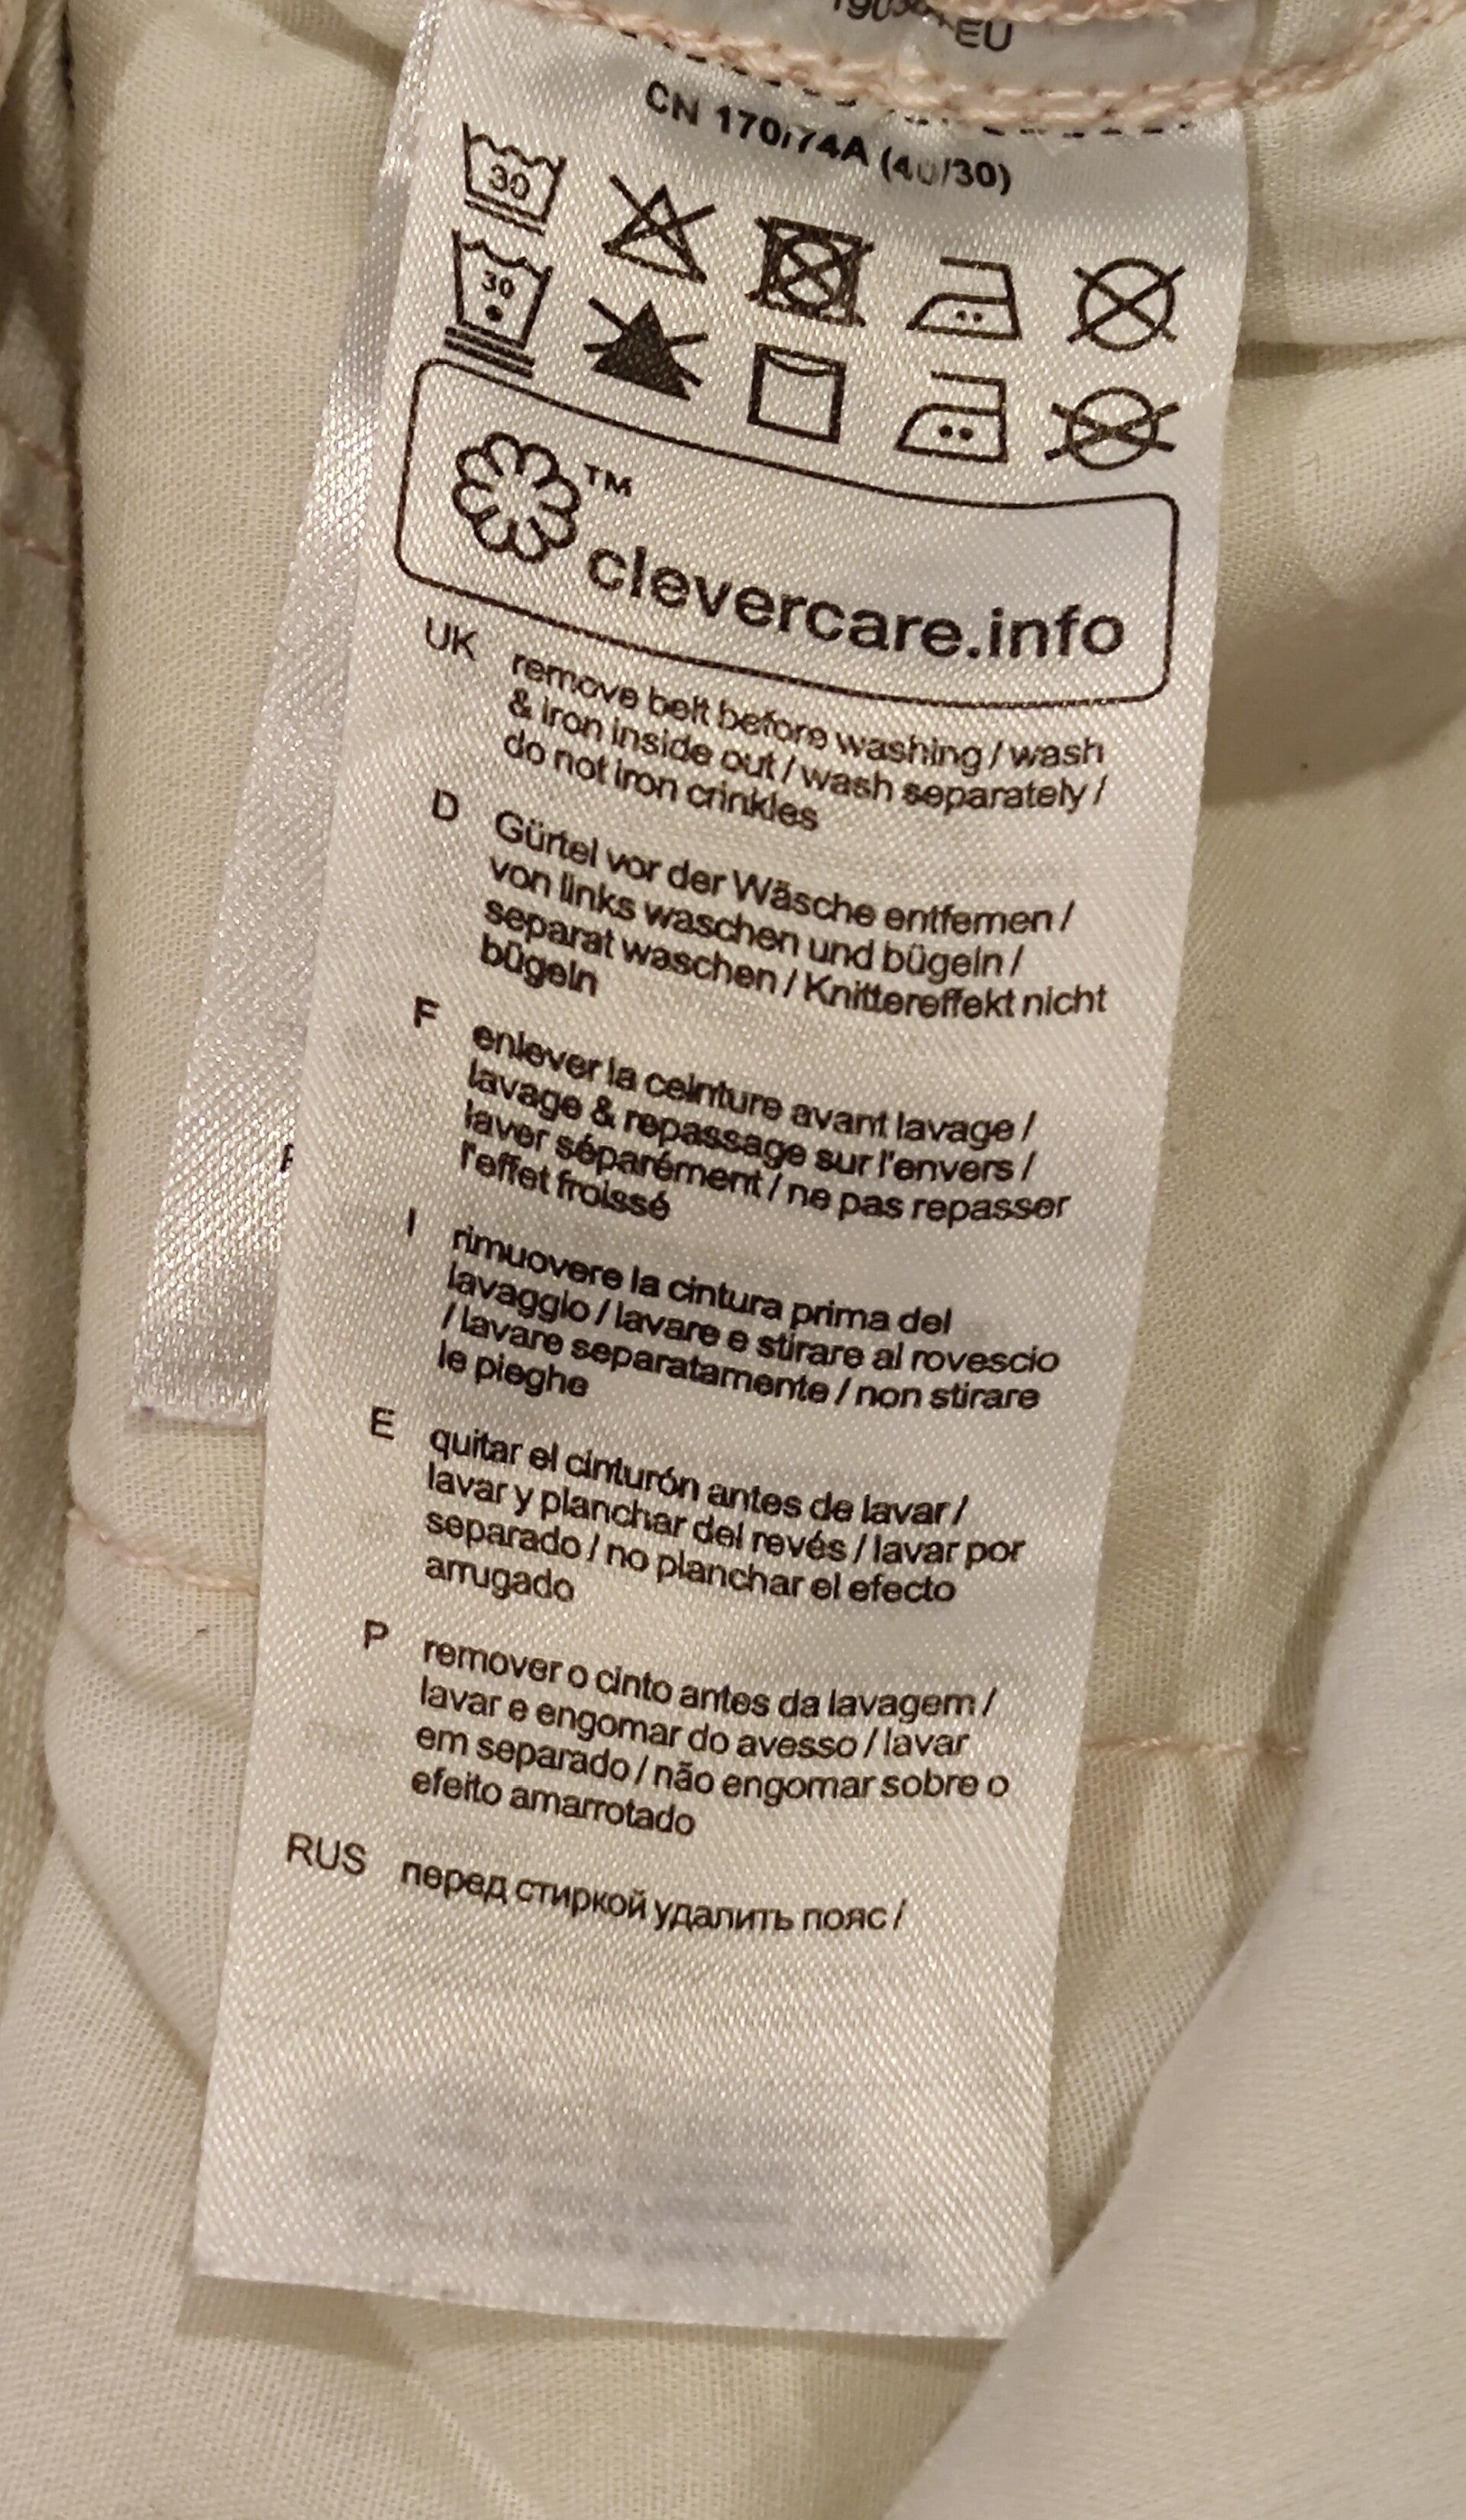 EU
CN 170/74A (40/30)
30
30
TM
clevercare.info
UK remove belt before washing / wash
& iron inside out / wash separately /
do not iron crinkles
D Gürtel vor der Wäsche entfernen /
von links waschen und bügeln /
separat waschen / Knittereffekt nicht
bügeln
F enlever la ceinture avant lavage /
lavage & repassage sur l'envers /
laver séparément / ne pas repasser
l'effet froissé
I rimuovere la cintura prima del
lavaggio / lavare e stirare al rovescio
/ lavare separatamente / non stirare
le pieghe
E quitar el cinturón antes de lavar /
lavar y planchar del revés / lavar por
separado / no planchar el efecto
arrugado
P remover o cinto antes da lavagem /
lavar e engomar do avesso / lavar
em separado / não engomar sobre o
efeito amarrotado
RUS перед стиркой удалить пояс /